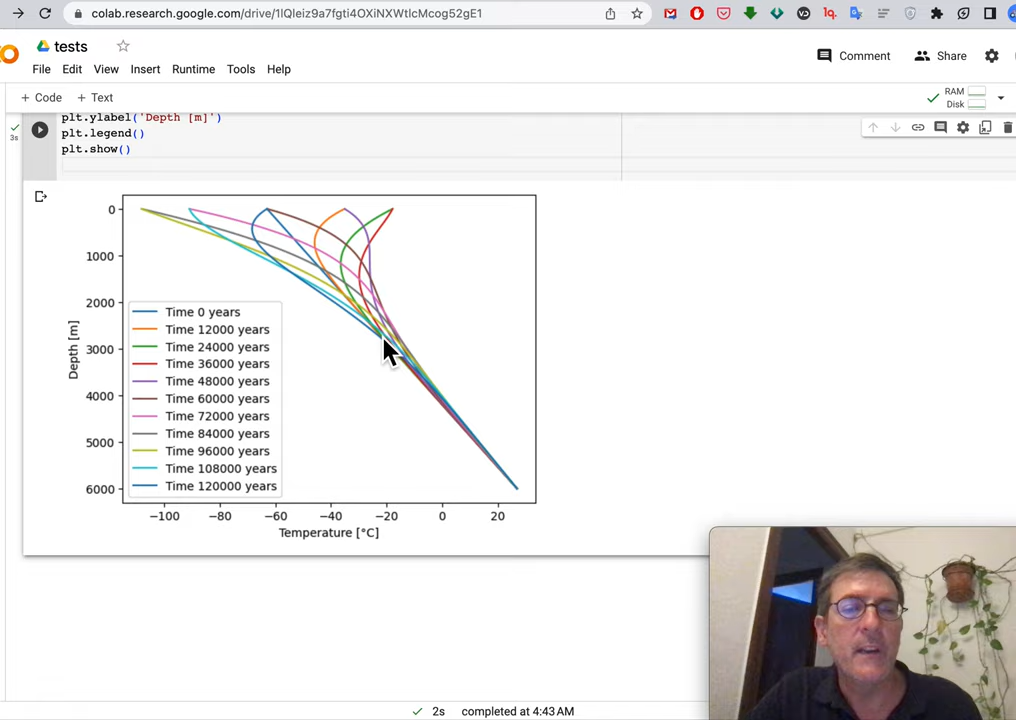 colab.research.google.com/drive/1lQleiz9a7fgti4OXiNXWtlcMcog52gE1
tests
File Edit View Insert Runtime Tools Help
Comment
Share
+ Code + Text
RAM
Disk
3s
plt.ylabel('Depth [m]')
plt.legend()
plt.show()
0
1000
2000
3000
4000
5000
6000
Depth [m]
Time 0 years
Time 12000 years
Time 24000 years
Time 36000 years
Time 48000 years
Time 60000 years
Time 72000 years
Time 84000 years
Time 96000 years
Time 108000 years
Time 120000 years
−100 −80 −60 −40 −20 0 20
Temperature [°C]
2s completed at 4:43 AM